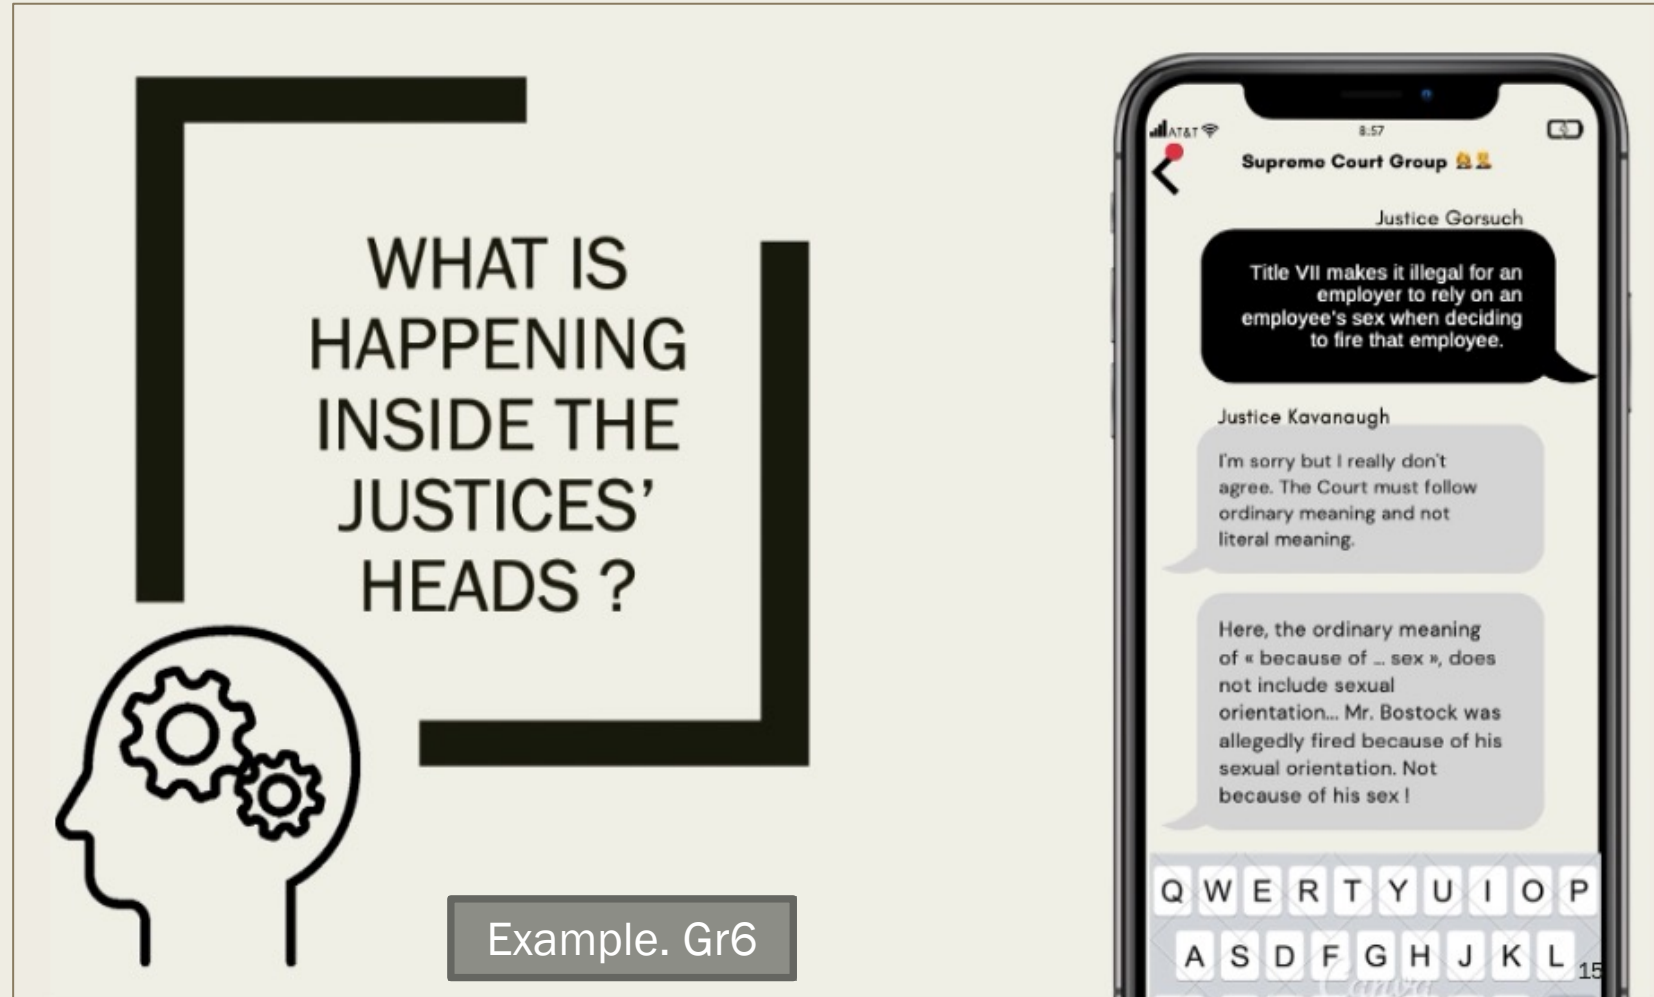 WHAT IS
HAPPENING
INSIDE THE
JUSTICES’
HEADS ?
Example. Gr6
AT&T
8:57
Supreme Court Group
Justice Gorsuch
Title VII makes it illegal for an
employer to rely on an
employee's sex when deciding
to fire that employee.
Justice Kavanaugh
I'm sorry but I really don't
agree. The Court must follow
ordinary meaning and not
literal meaning.
Here, the ordinary meaning
of « because of ... sex », does
not include sexual
orientation... Mr. Bostock was
allegedly fired because of his
sexual orientation. Not
because of his sex !
Q W E R T Y U I O P
A S D F G H J K L
Canva
15